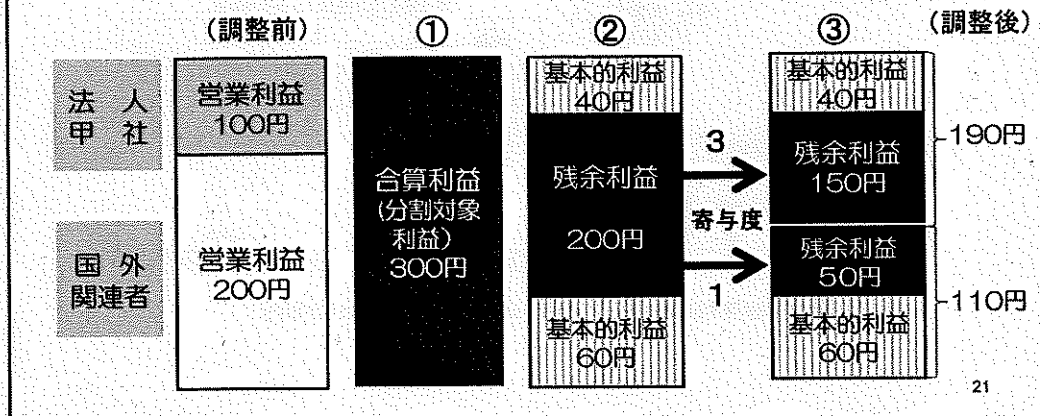 (調整前)
①
②
③
(調整後)
法人
甲社
営業利益
100円
国外
関連者
営業利益
200円
合算利益
(分割対象
利益)
300円
基本的利益
40円
残余利益
200円
基本的利益
60円
3
寄与度
1
基本的利益
40円
残余利益
150円
残余利益
50円
基本的利益
60円
190円
110円
21